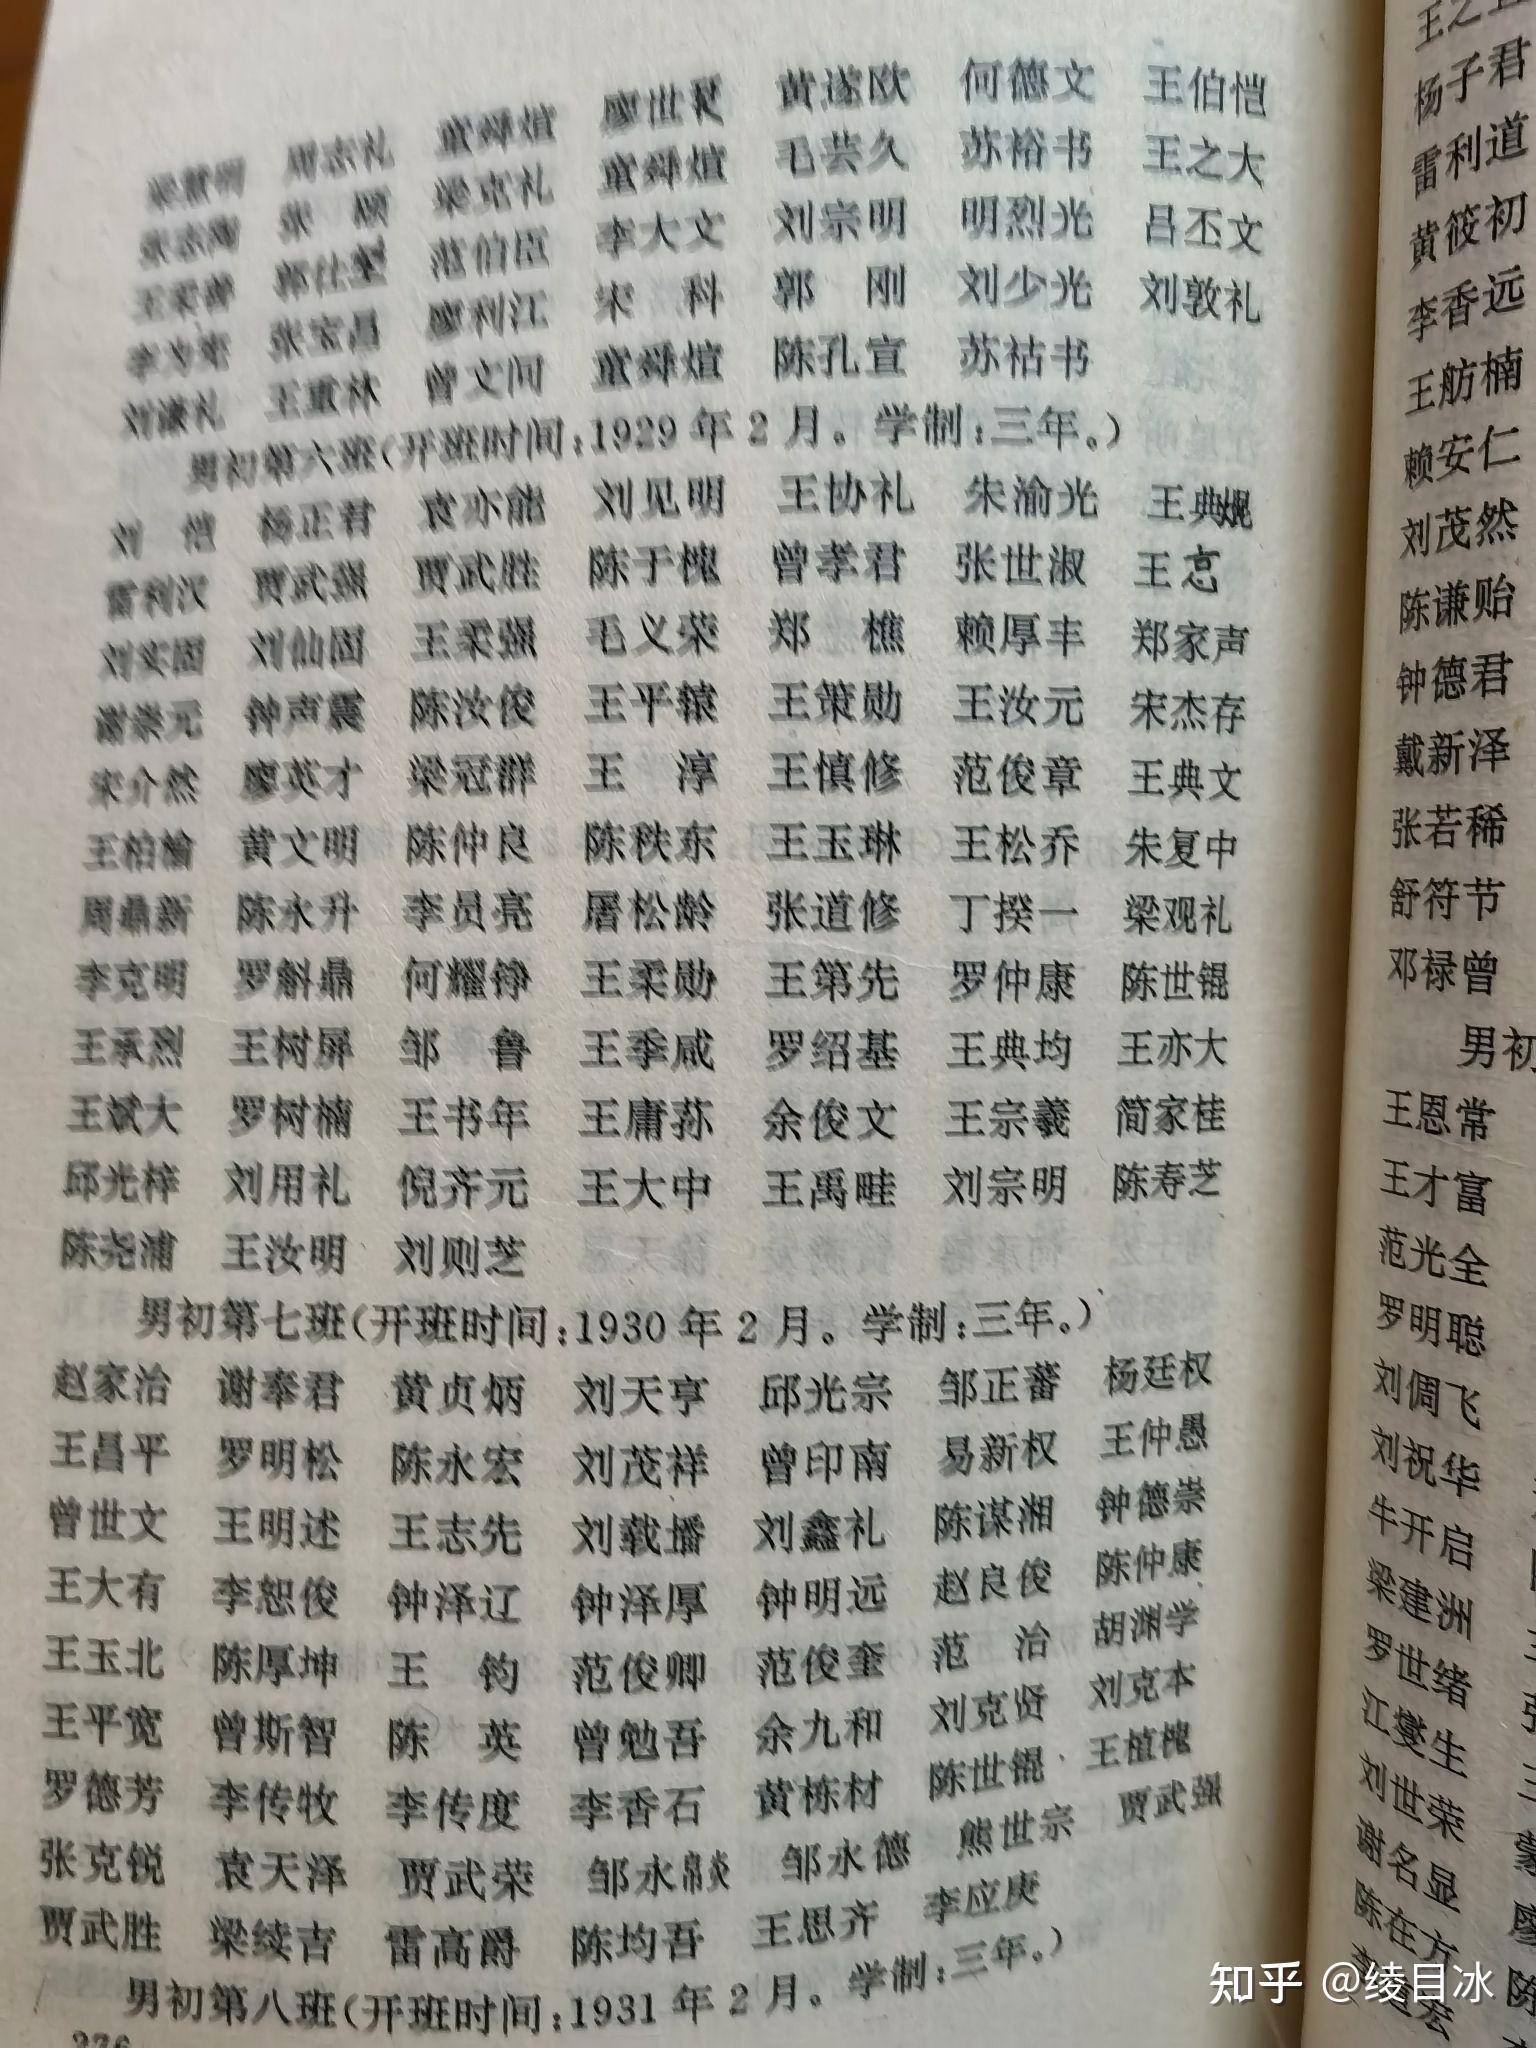 周志礼 童舜煊 廖世 黄遂欧 何德文 王伯恺
张志陶 张 颐 梁克礼 童舜煊 毛芸久 苏裕书 王之大
王柔 郭仕 范伯臣 李大文 刘宗明 明烈光 吕丕文
李方 张宝昌 廖利江 宋 科 郭 刚 刘少光 刘敦礼
刘谦礼 王重林 曾文问 童舜煊 陈孔宣 苏祜书
男初第六班(开班时间:1929年2月。学制:三年。)
刘 恺 杨正君 袁亦能 刘见明 王协礼 朱渝光 王典焜
雷利汉 贾武强 贾武胜 陈于槐 曾孝君 张世淑 王
刘实固 刘仙固 王柔强 毛义荣 郑 樵 赖厚丰 郑家声
谢崇元 钟声震 陈汝俊 王平辕 王策勋 王汝元 宋杰存
宋介然 廖英才 梁冠群 王 淳 王慎修 范俊章 王典文
王柏榆 黄文明 陈仲良 陈秩东 王玉琳 王松乔 朱复中
周鼎新 陈永升 李员亮 屠松龄 张道修 丁揆一 梁观礼
李克明 罗斛鼎 何耀铮 王柔勋 王第先 罗仲康 陈世锟
王承烈 王树屏 邹 鲁 王季咸 罗绍基 王典均 王亦大
王斌大 罗树楠 王书年 王庸荪 余俊文 王宗羲 简家桂
邱光梓 刘用礼 倪齐元 王大中 王禹畦 刘宗明 陈寿芝
陈尧浦 王汝明 刘则芝
男初第七班(开班时间:1930年2月。学制:三年。)
赵家治 谢奉君 黄贞炳 刘天亨 邱光宗 邹正蕃 杨廷权
王昌平 罗明松 陈永宏 刘茂祥 曾印南 易新权 王仲愚
曾世文 王明述 王志先 刘载播 刘鑫礼 陈谋湘 钟德崇
王大有 李恕俊 钟泽辽 钟泽厚 钟明远 赵良俊 陈仲康
王玉北 陈厚坤 王 钧 范俊卿 范俊奎 范 治 胡渊学
王平宽 曾斯智 陈 英 曾勉吾 余九和 刘克贤 刘克本
罗德芳 李传牧 李传度 李香石 黄栋材 陈世锟 王植槐
张克锐 袁天泽 贾武荣 邹永 邹永德 熊世宗 贾武强
贾武胜 梁续吉 雷高爵 陈均吾 王思齐 李应庚
男初第八班(开班时间:1931年2月。学制:三年。)
杨子君
雷利道
黄筱初
李香远
王舫楠
赖安仁
刘茂然
陈谦贻
钟德君
戴新泽
张若稀
舒符节
邓禄曾
男初
王恩常
王才富
范光全
罗明聪
刘倜飞
刘祝华
牛开启
梁建洲
罗世绪
江燮生
刘世荣
谢名显
陈在方
知乎 @绫目冰